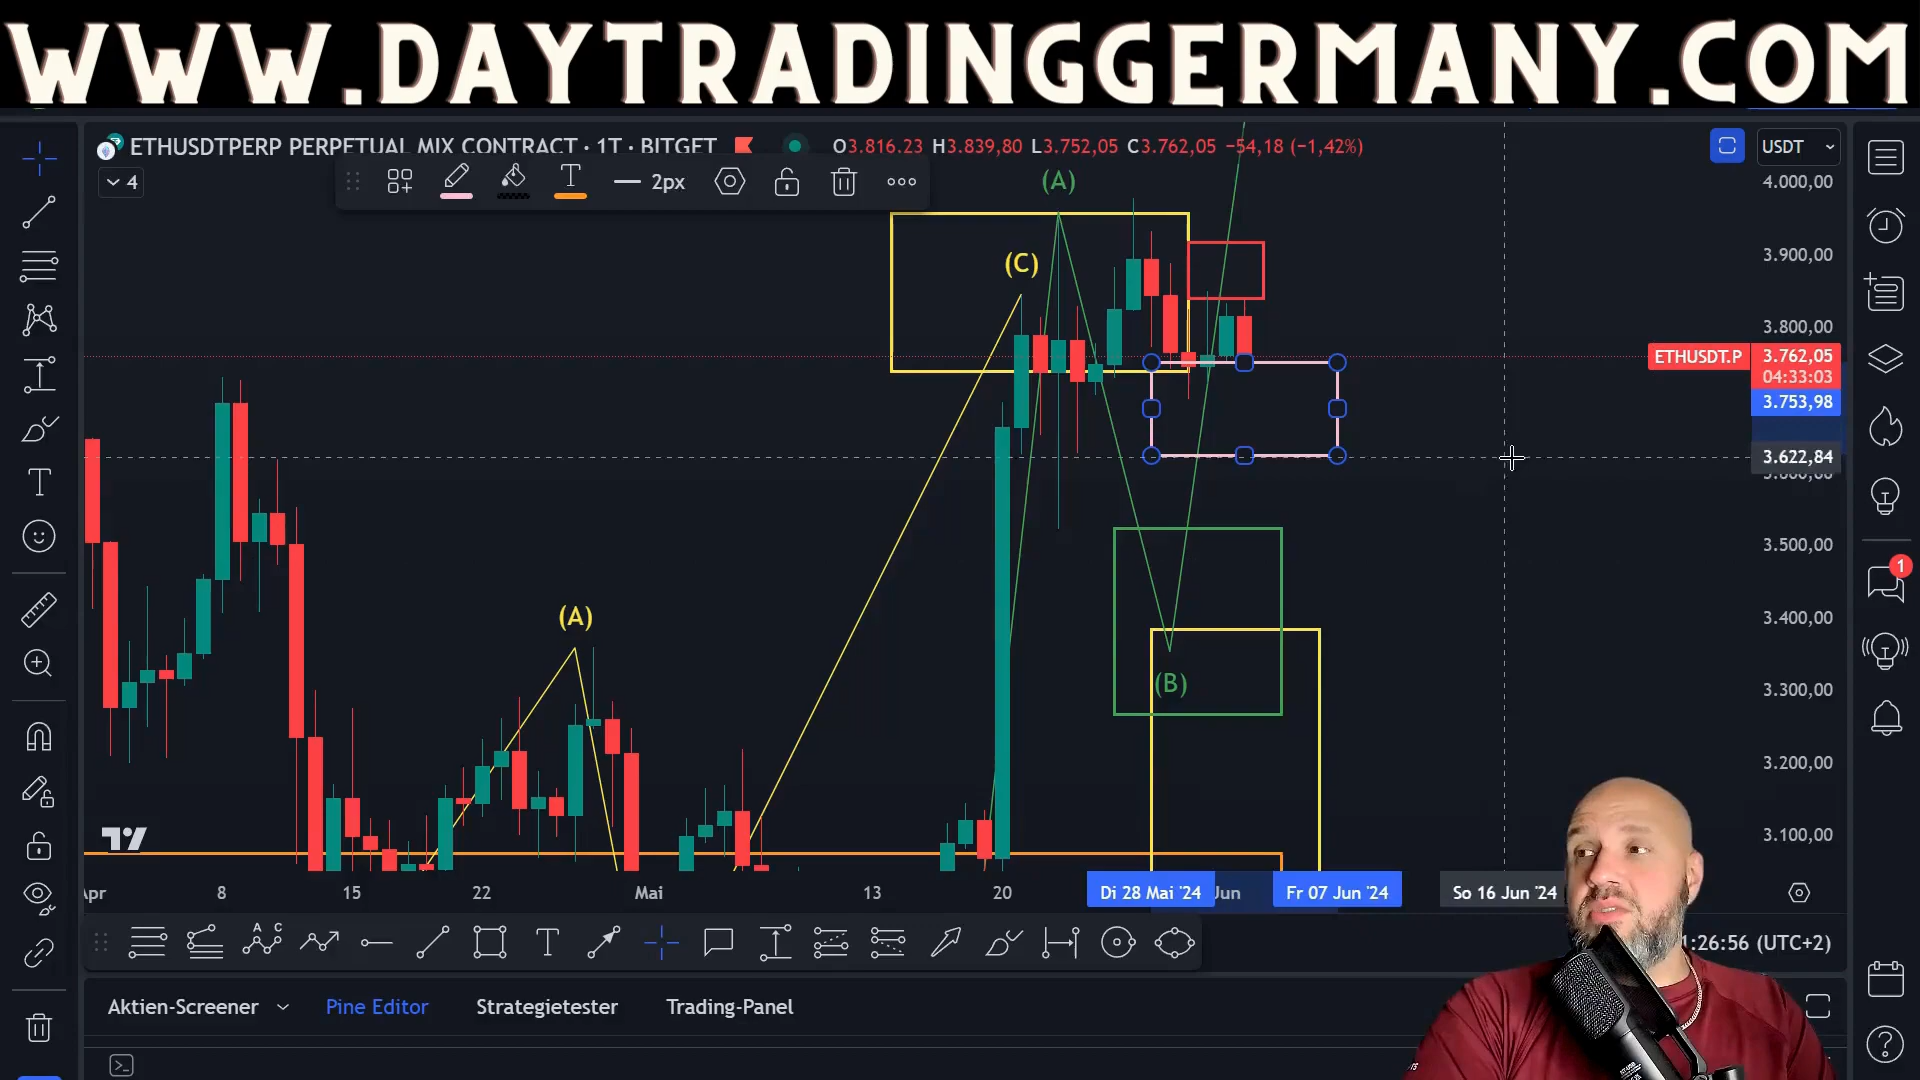 WWW.DAYTRADINGGERMANY.COM
ETHUSDTPERP PERPETUAL MIX CONTRACT · 1T · BITGET
O3.816.23 H3.839,80 L3.752,05 C3.762,05 −54,18 (−1,42%)
USDT
4
2px
4.000,00
(A)
3.900,00
(C)
3.800,00
ETHUSDT.P 3.762,05
04:33:03
3.753,98
3.622,84
3.500,00
3.400,00
(A)
3.300,00
(B)
3.200,00
3.100,00
Apr 8 15 22 Mai 13 20 Di 28 Mai '24 Jun Fr 07 Jun '24 So 16 Jun '24
A C
1:26:56 (UTC+2)
Aktien-Screener Pine Editor Strategietester Trading-Panel
1